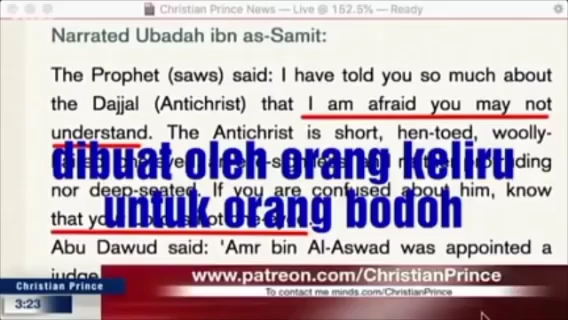 Christian Prince News — Live @ 152.5% — Ready
Narrated Ubadah ibn as-Samit:
The Prophet (saws) said: I have told you so much about
the Dajjal (Antichrist) that I am afraid you may not
understand. The Antichrist is short, hen-toed, woolly-
dibuat oleh orang keliru
nor deep-seated. If you are confused about him, know
untuk orang bodoh
that your
Abu Dawud said: 'Amr bin Al-Aswad was appointed a
judge
www.patreon.com/ChristianPrince
Christian Prince
To contact me minds.com/ChristianPrince
3:23